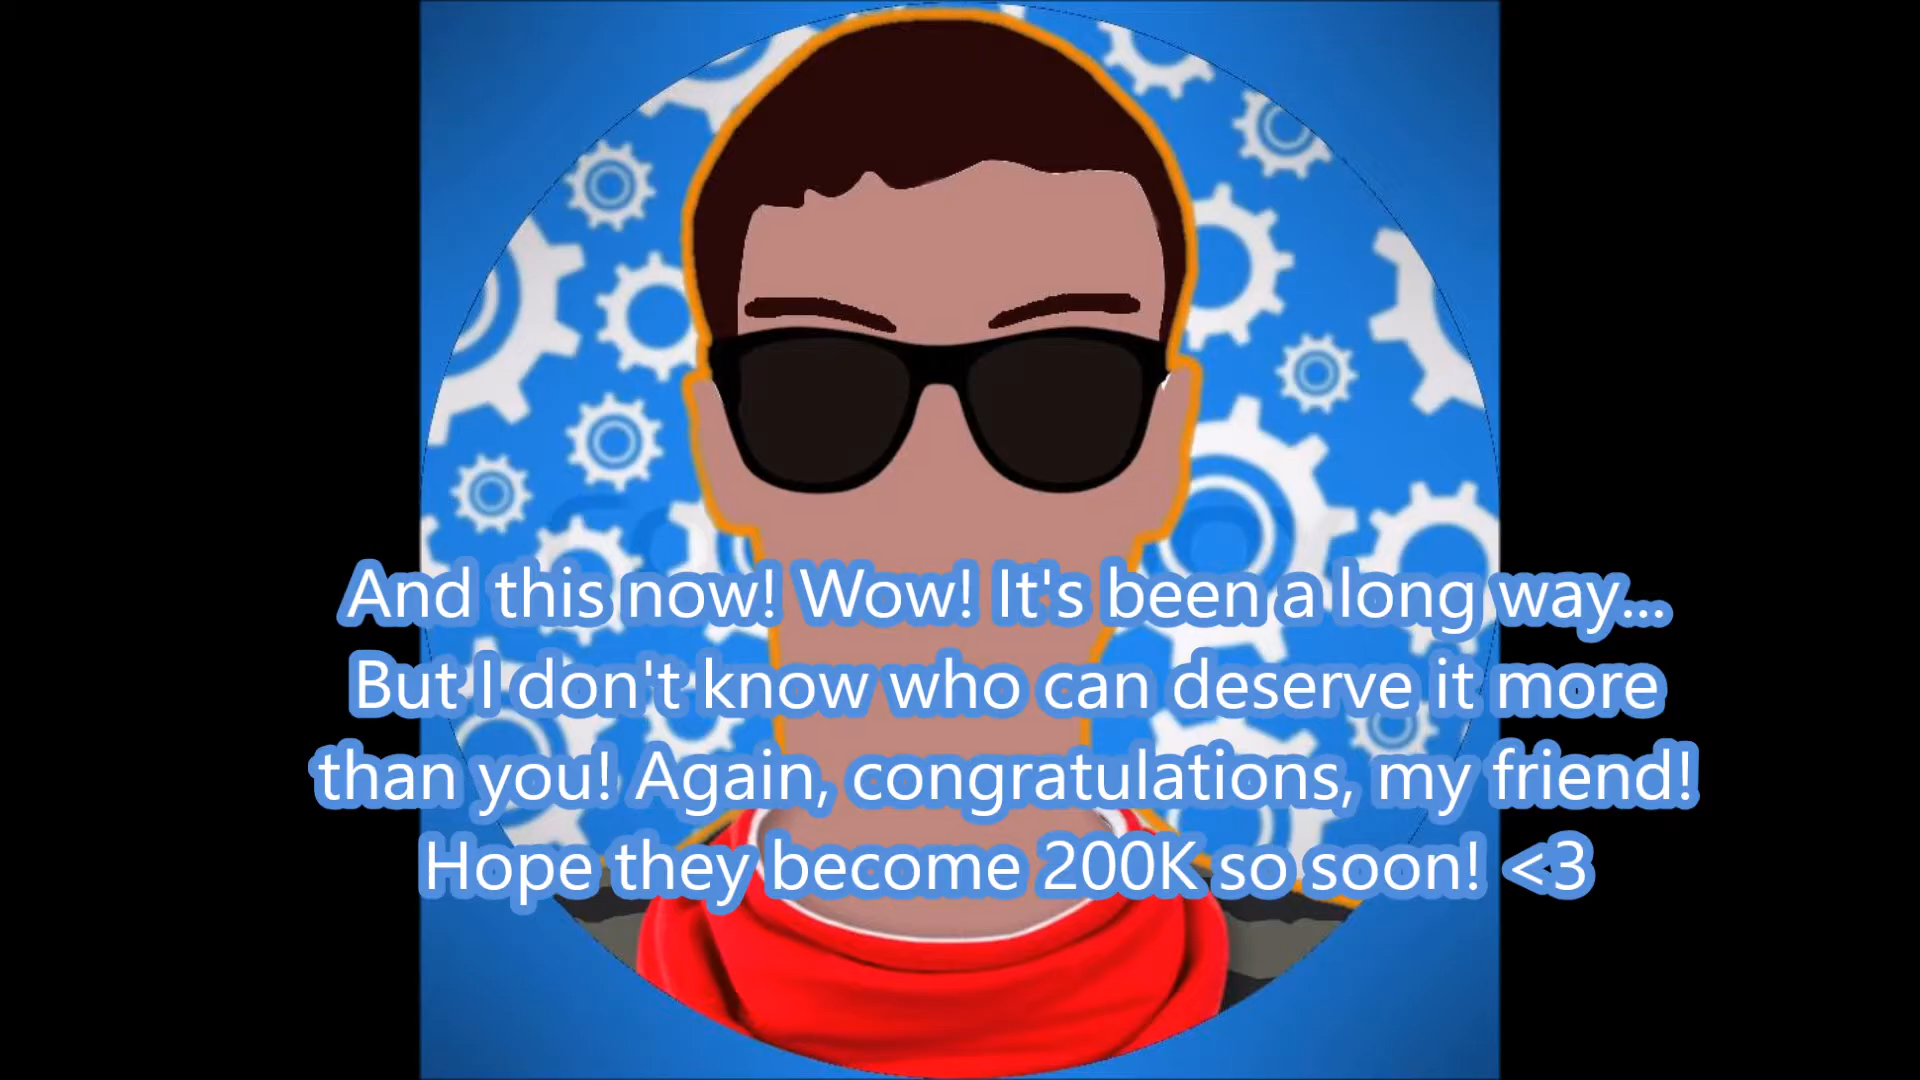 And this now! Wow! It's been a long way...
But I don't know who can deserve it more
than you! Again, congratulations, my friend!
Hope they become 200K so soon! <3